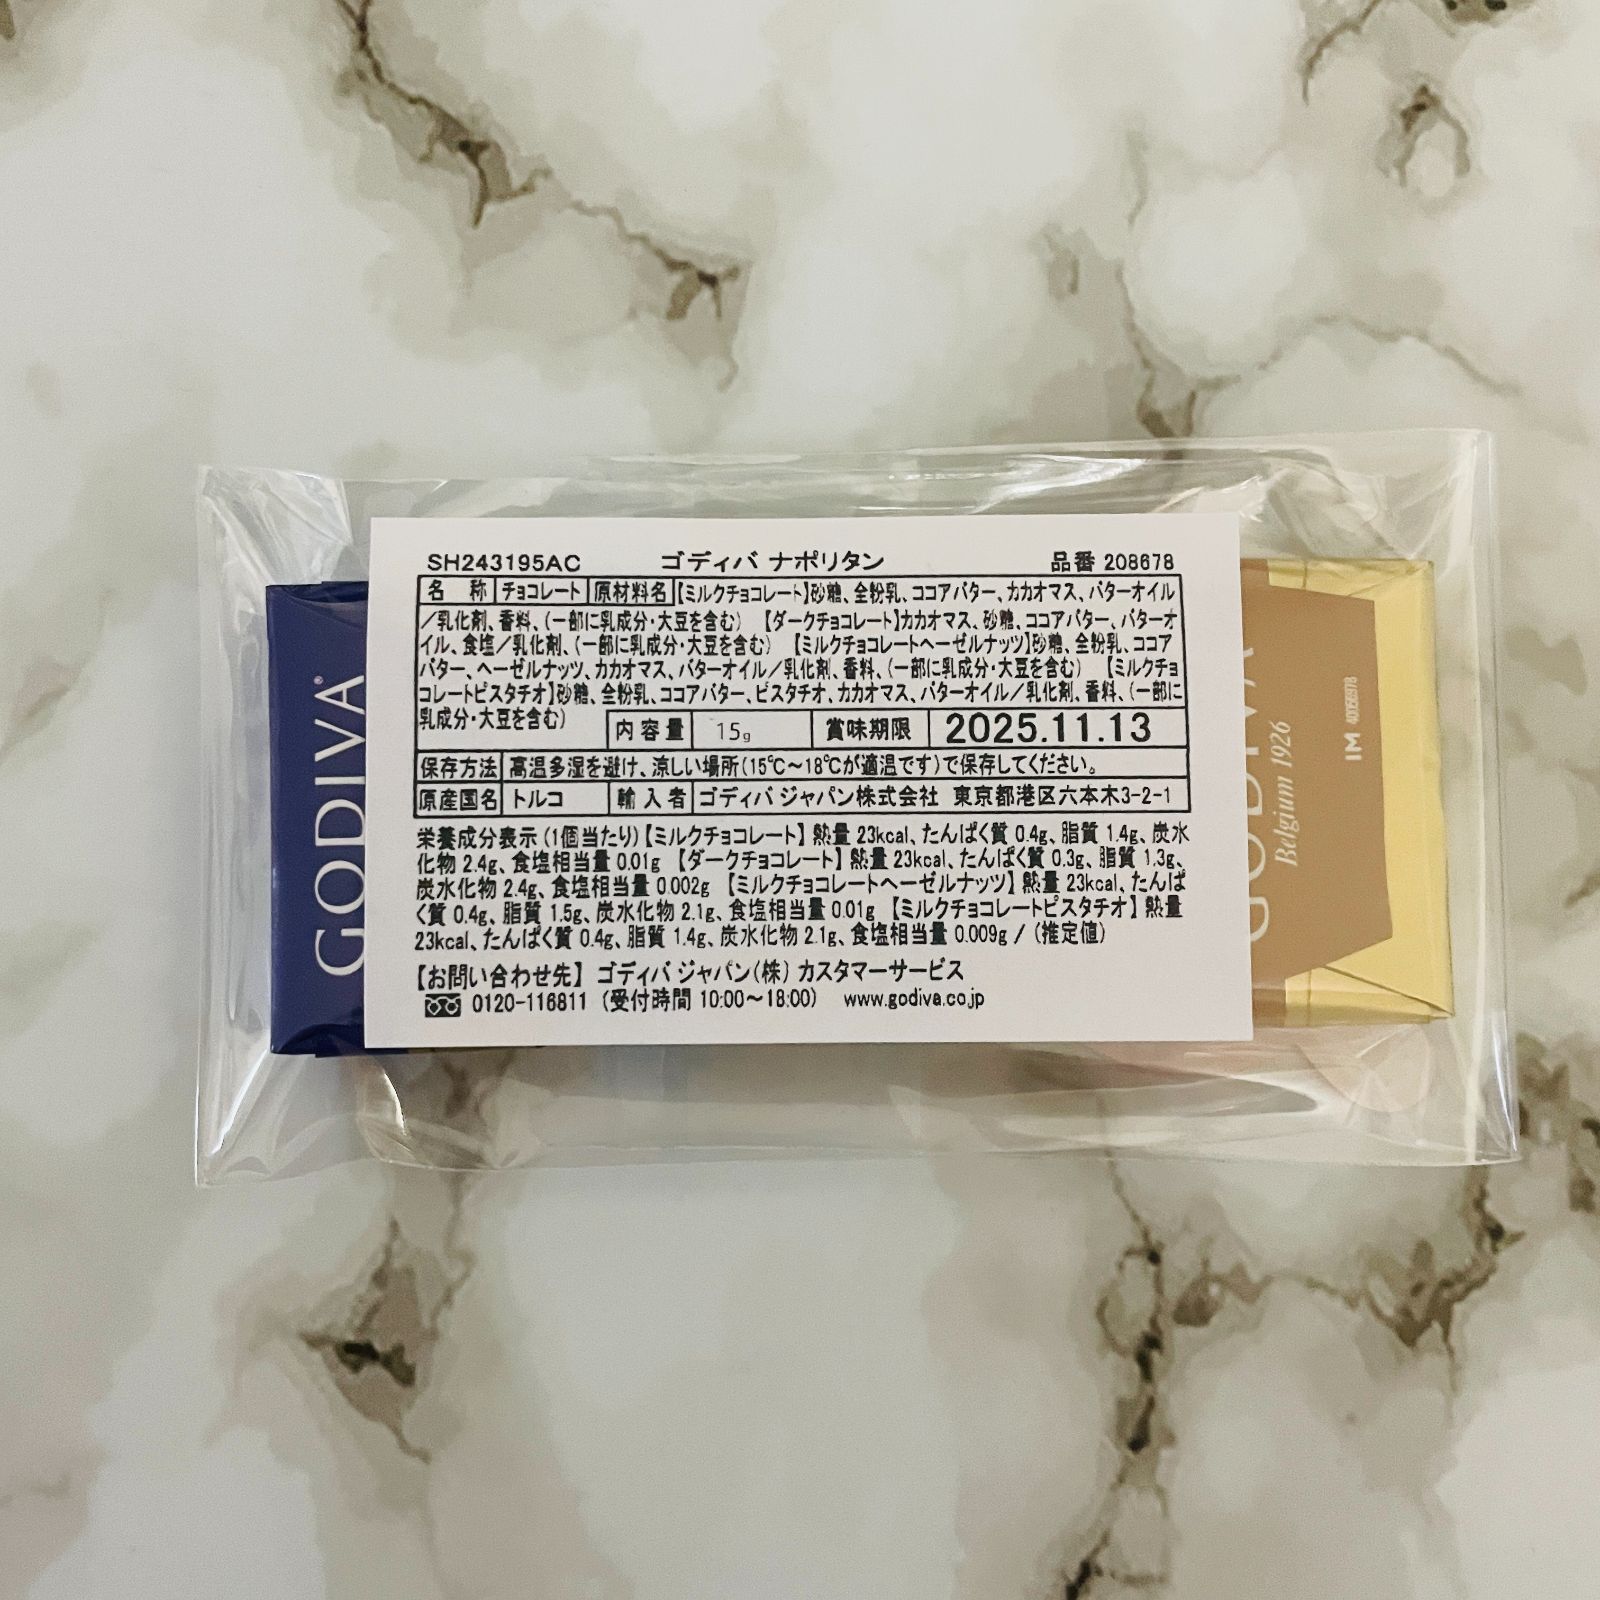 SH243195AC ゴディバ ナポリタン 品番 208678
名 称 チョコレート 原材料名 【ミルクチョコレート】砂糖、全粉乳、ココアバター、カカオマス、バターオイル
／乳化剤、香料、(一部に乳成分・大豆を含む) 【ダークチョコレート】カカオマス、砂糖、ココアバター、バターオ
イル、食塩／乳化剤、(一部に乳成分・大豆を含む) 【ミルクチョコレートヘーゼルナッツ】砂糖、全粉乳、ココア
バター、ヘーゼルナッツ、カカオマス、バターオイル／乳化剤、香料、(一部に乳成分・大豆を含む) 【ミルクチョ
コレートピスタチオ】砂糖、全粉乳、ココアバター、ピスタチオ、カカオマス、バターオイル／乳化剤、香料、(一部に
乳成分・大豆を含む)
内容量 15g 賞味期限 2025.11.13
保存方法 高温多湿を避け、涼しい場所(15℃～18℃が適温です)で保存してください。
原産国名 トルコ 輸入者 ゴディバ ジャパン株式会社 東京都港区六本木3-2-1
栄養成分表示 (1個当たり)【ミルクチョコレート】 熱量 23kcal、たんぱく質 0.4g、脂質 1.4g、炭水
化物 2.4g、食塩相当量 0.01g 【ダークチョコレート】 熱量 23kcal、たんぱく質 0.3g、脂質 1.3g、
炭水化物 2.4g、食塩相当量 0.002g 【ミルクチョコレートヘーゼルナッツ】 熱量 23kcal、たんぱ
く質 0.4g、脂質 1.5g、炭水化物 2.1g、食塩相当量 0.01g 【ミルクチョコレートピスタチオ】 熱量
23kcal、たんぱく質 0.4g、脂質 1.4g、炭水化物 2.1g、食塩相当量 0.009g / (推定値)
【お問い合わせ先】 ゴディバ ジャパン(株) カスタマーサービス
0120-116811 (受付時間 10:00～18:00) www.godiva.co.jp
GODIVA®
GODIVA
Belgium 1926
IM